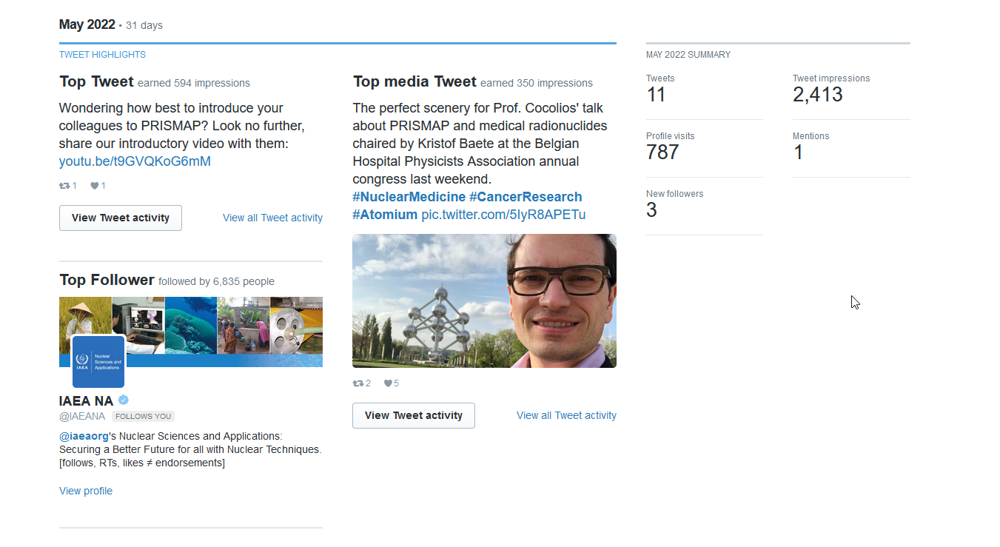 May 2022 • 31 days
TWEET HIGHLIGHTS
Top Tweet earned 594 impressions
Wondering how best to introduce your
colleagues to PRISMAP? Look no further,
share our introductory video with them:
youtu.be/t9GVQKoG6mM
1 1
View Tweet activity
View all Tweet activity
Top Follower followed by 6,835 people
IAEA
Nuclear
Sciences and
Applications
IAEA NA
@IAEANA FOLLOWS YOU
@iaeaorg's Nuclear Sciences and Applications:
Securing a Better Future for all with Nuclear Techniques.
[follows, RTs, likes ≠ endorsements]
View profile
Top media Tweet earned 350 impressions
The perfect scenery for Prof. Cocolios' talk
about PRISMAP and medical radionuclides
chaired by Kristof Baete at the Belgian
Hospital Physicists Association annual
congress last weekend.
#NuclearMedicine #CancerResearch
#Atomium pic.twitter.com/5IyR8APETu
2 5
View Tweet activity
View all Tweet activity
MAY 2022 SUMMARY
Tweets
11
Tweet impressions
2,413
Profile visits
787
Mentions
1
New followers
3